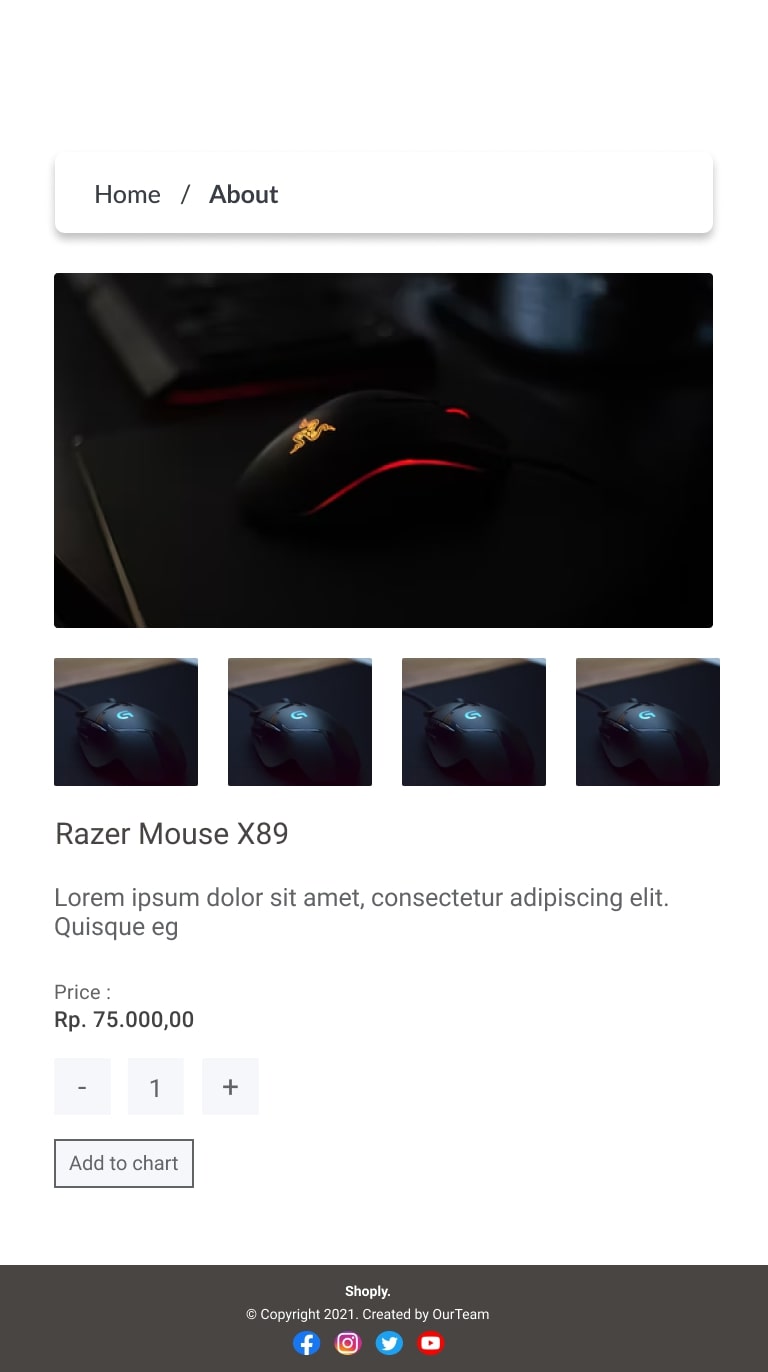 Home / About
Razer Mouse X89
Lorem ipsum dolor sit amet, consectetur adipiscing elit.
Quisque eg
Price :
Rp. 75.000,00
- 1 +
Add to chart
Shoply.
© Copyright 2021. Created by OurTeam